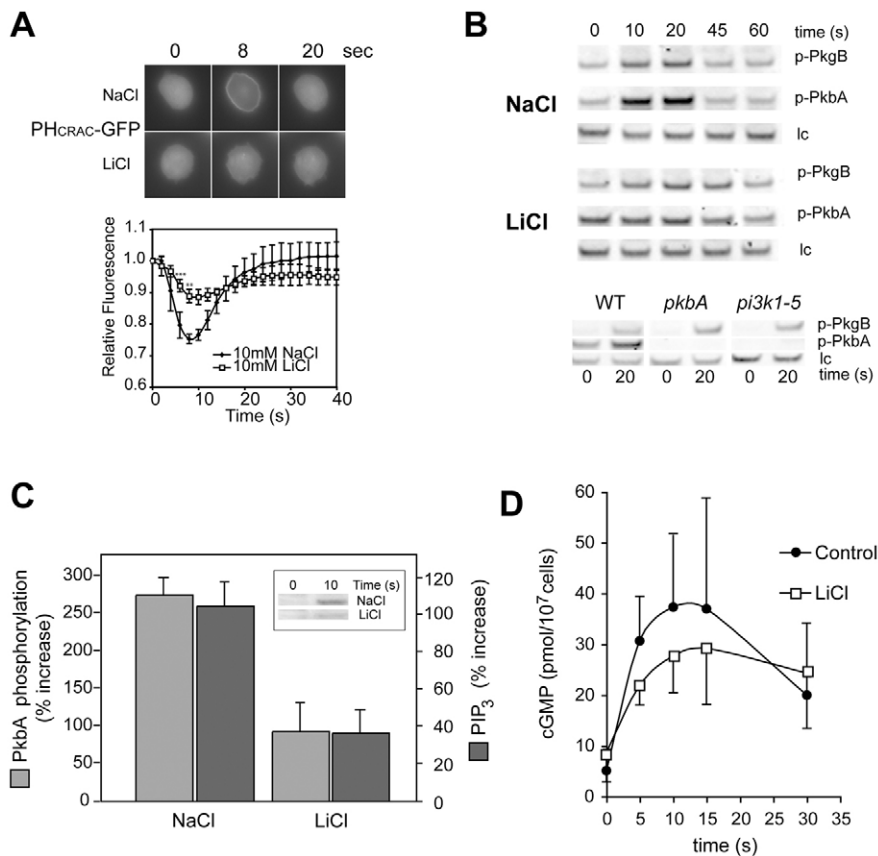 A
0 8 20 sec
NaCl
PHCRAC-GFP
LiCl
Relative Fluorescence
1.1
1.0
0.9
0.8
0.7
0.6
***
**
10mM NaCl
10mM LiCl
0 10 20 30 40
Time (s)
B
0 10 20 45 60 time (s)
p-PkgB
NaCl
p-PkbA
lc
p-PkgB
LiCl
p-PkbA
lc
WT pkbA pi3k1-5
p-PkgB
p-PkbA
lc
0 20 0 20 0 20 time (s)
C
PkbA phosphorylation
(% increase)
300
250
200
150
100
50
0
0 10 Time (s)
NaCl
LiCl
120
100
80
60
40
20
0
PIP3 (% increase)
NaCl LiCl
D
cGMP (pmol/10⁷ cells)
60
50
40
30
20
10
0
Control
LiCl
0 5 10 15 20 25 30 35
time (s)